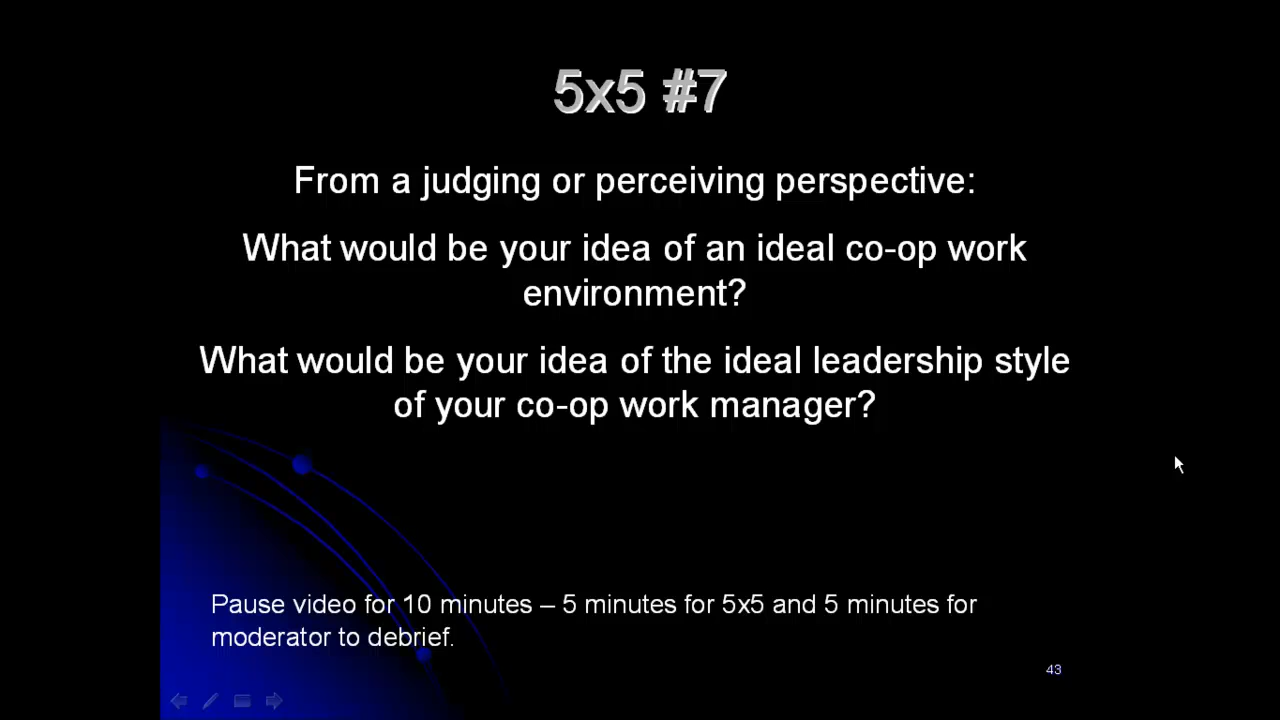 5x5 #7
From a judging or perceiving perspective:
What would be your idea of an ideal co-op work
environment?
What would be your idea of the ideal leadership style
of your co-op work manager?
Pause video for 10 minutes – 5 minutes for 5x5 and 5 minutes for
moderator to debrief.
43